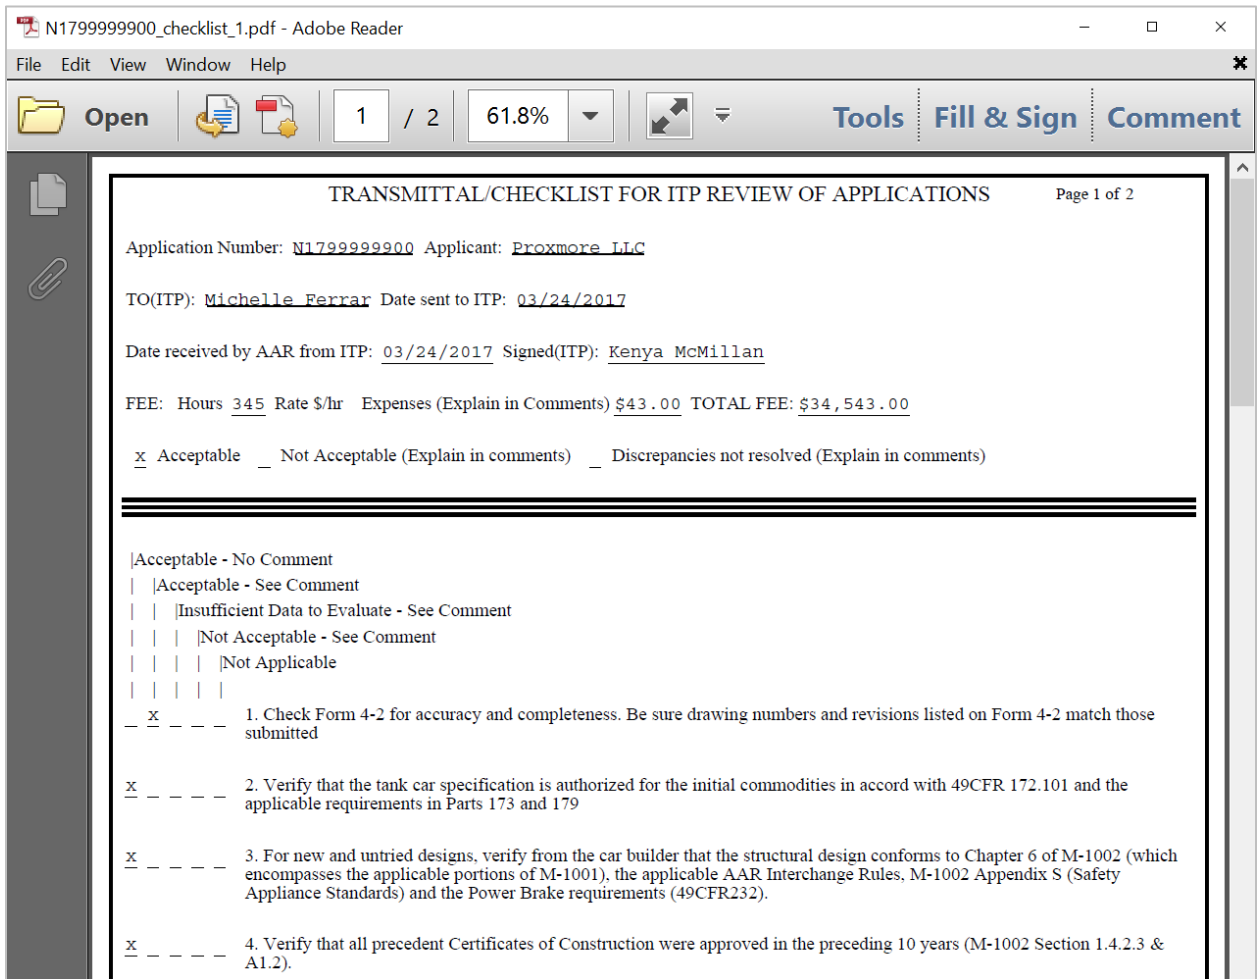 N1799999900_checklist_1.pdf - Adobe Reader
File Edit View Window Help
Open 1 / 2 61.8% Tools Fill & Sign Comment
TRANSMITTAL/CHECKLIST FOR ITP REVIEW OF APPLICATIONS Page 1 of 2
Application Number: N1799999900 Applicant: Proxmore LLC
TO(ITP): Michelle Ferrar Date sent to ITP: 03/24/2017
Date received by AAR from ITP: 03/24/2017 Signed(ITP): Kenya McMillan
FEE: Hours 345 Rate $/hr Expenses (Explain in Comments) $43.00 TOTAL FEE: $34,543.00
x Acceptable _ Not Acceptable (Explain in comments) _ Discrepancies not resolved (Explain in comments)
|Acceptable - No Comment
| |Acceptable - See Comment
| | |Insufficient Data to Evaluate - See Comment
| | | |Not Acceptable - See Comment
| | | | |Not Applicable
| | | | |
_ x _ _ _ 1. Check Form 4-2 for accuracy and completeness. Be sure drawing numbers and revisions listed on Form 4-2 match those
submitted
x _ _ _ _ 2. Verify that the tank car specification is authorized for the initial commodities in accord with 49CFR 172.101 and the
applicable requirements in Parts 173 and 179
x _ _ _ _ 3. For new and untried designs, verify from the car builder that the structural design conforms to Chapter 6 of M-1002 (which
encompasses the applicable portions of M-1001), the applicable AAR Interchange Rules, M-1002 Appendix S (Safety
Appliance Standards) and the Power Brake requirements (49CFR232).
x _ _ _ _ 4. Verify that all precedent Certificates of Construction were approved in the preceding 10 years (M-1002 Section 1.4.2.3 &
A1.2).